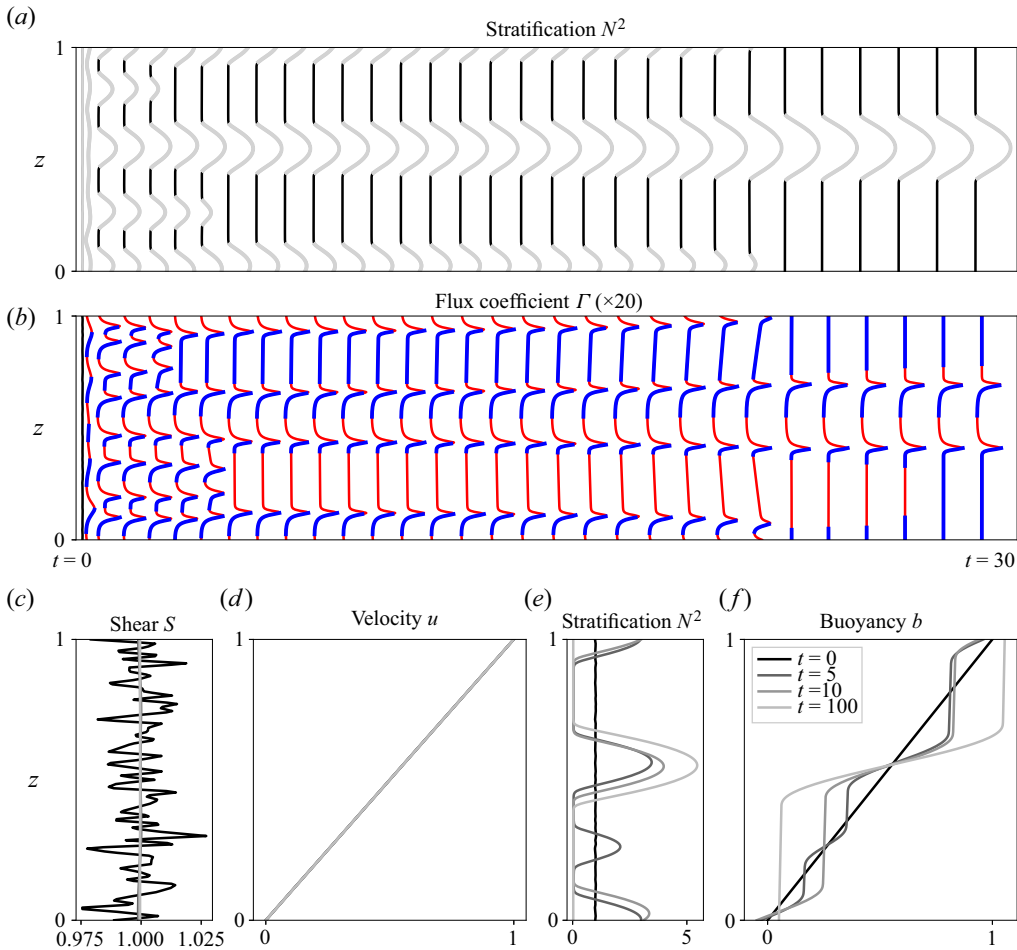 (a)
Stratification N²
1
z
0
(b)
Flux coefficient Γ (×20)
1
z
0
t = 0
t = 30
(c) (d) (e) (f)
Shear S
Velocity u
Stratification N²
Buoyancy b
1 1 1 1
t = 0
t = 5
t =10
t = 100
z
0 0 0 0
0.975 1.000 1.025
0 1
0 5
0 1